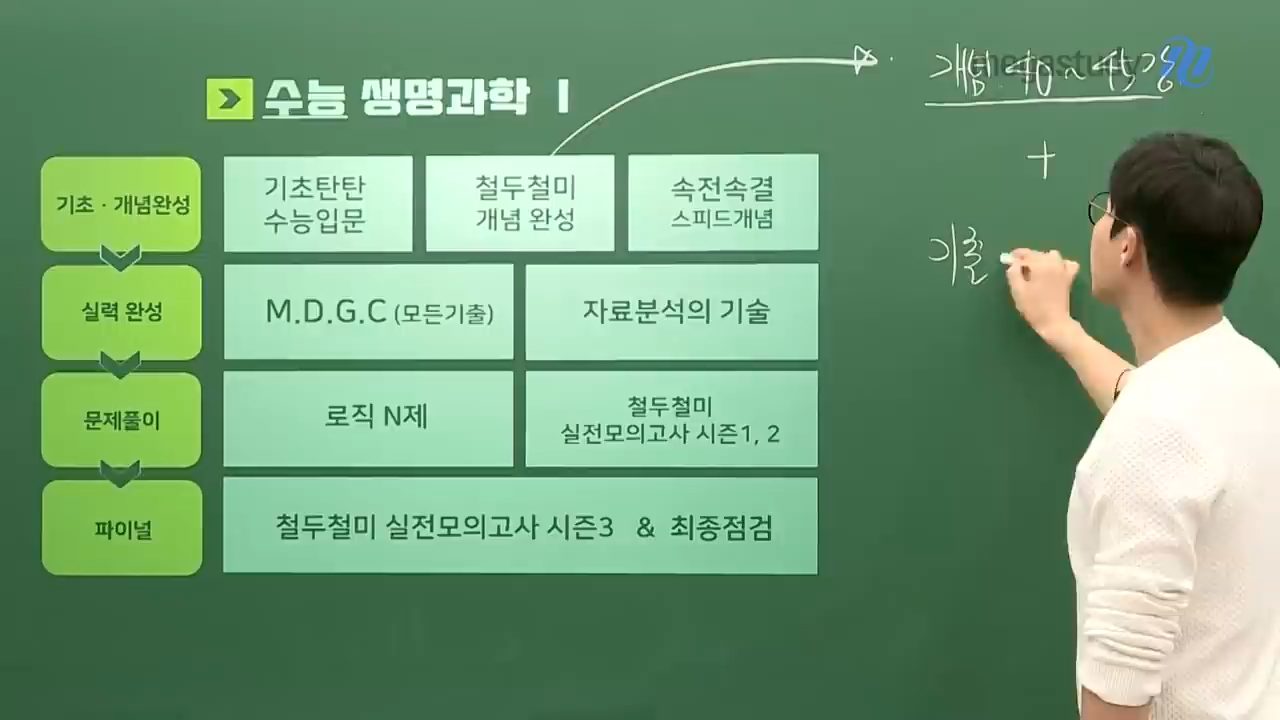 수능 생명과학 I
megastudy
개념: 40~45강
+
기출
기초 · 개념완성
기초탄탄
수능입문
철두철미
개념 완성
속전속결
스피드개념
실력 완성
M.D.G.C (모든기출)
자료분석의 기술
문제풀이
로직 N제
철두철미
실전모의고사 시즌1, 2
파이널
철두철미 실전모의고사 시즌3 & 최종점검